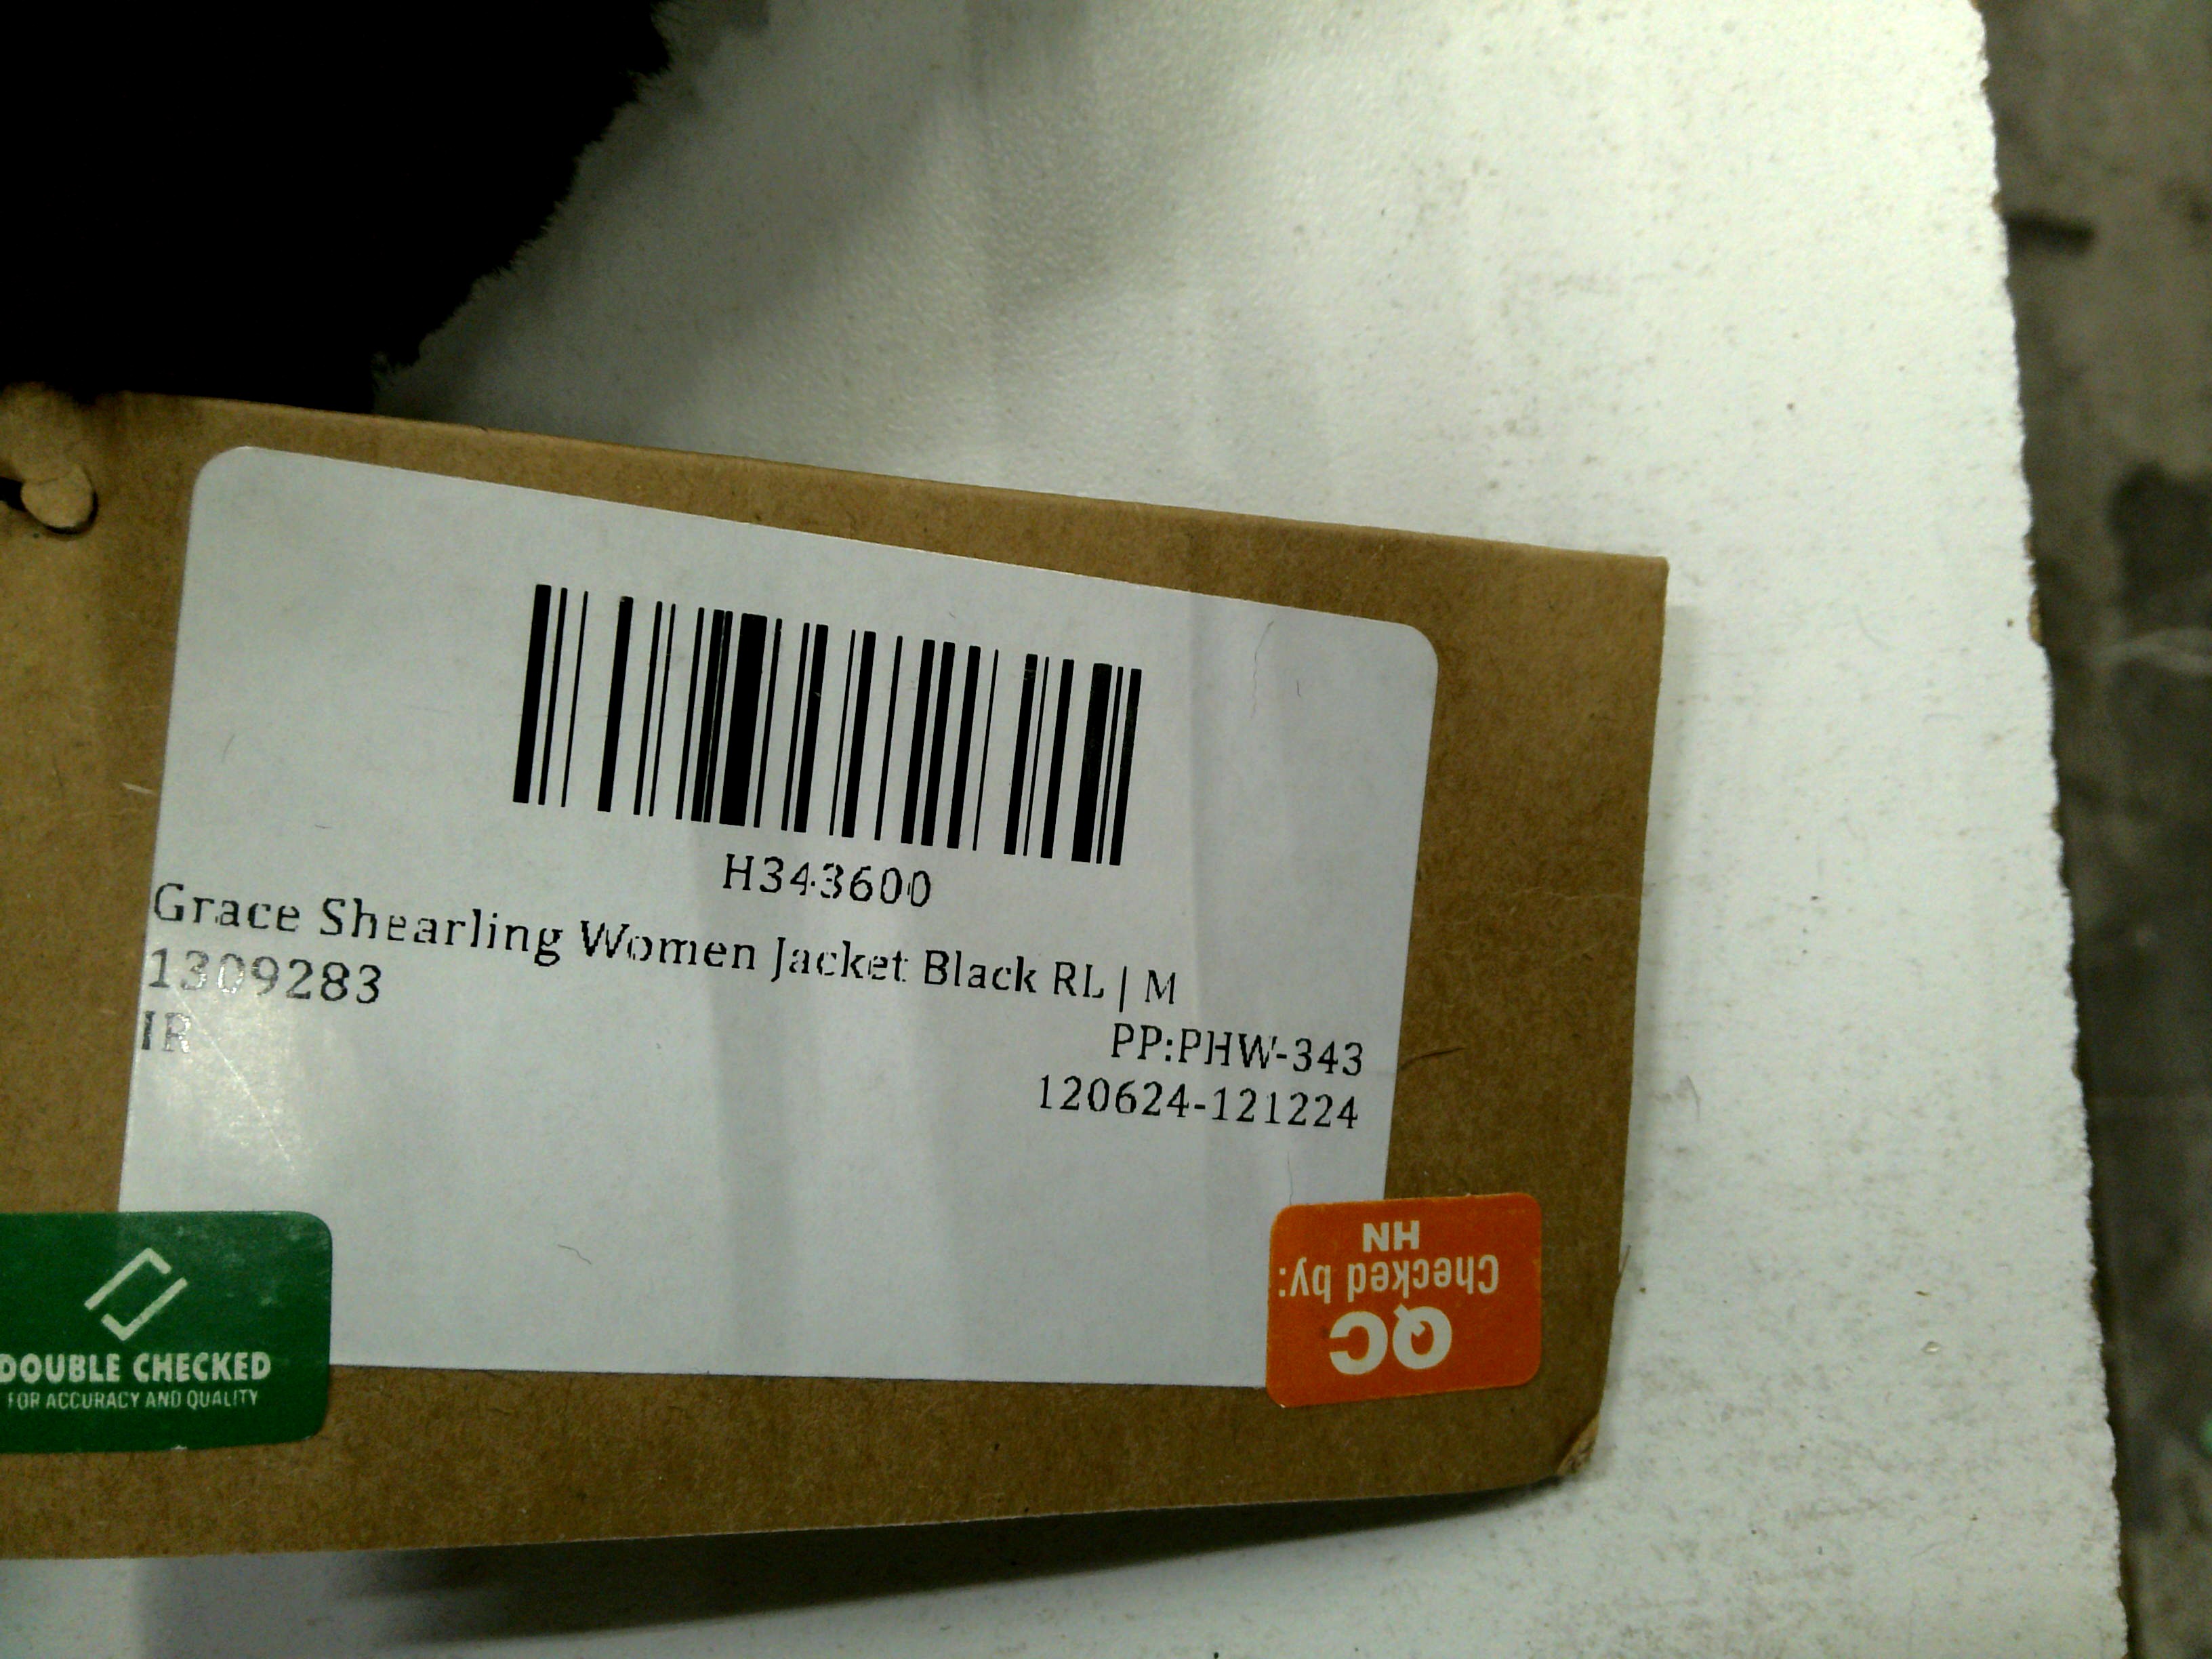 H343600
Grace Shearling Women Jacket Black RL | M
1309283
IR
PP:PHW-343
120624-121224
DOUBLE CHECKED
FOR ACCURACY AND QUALITY
QC
Checked by:
HN